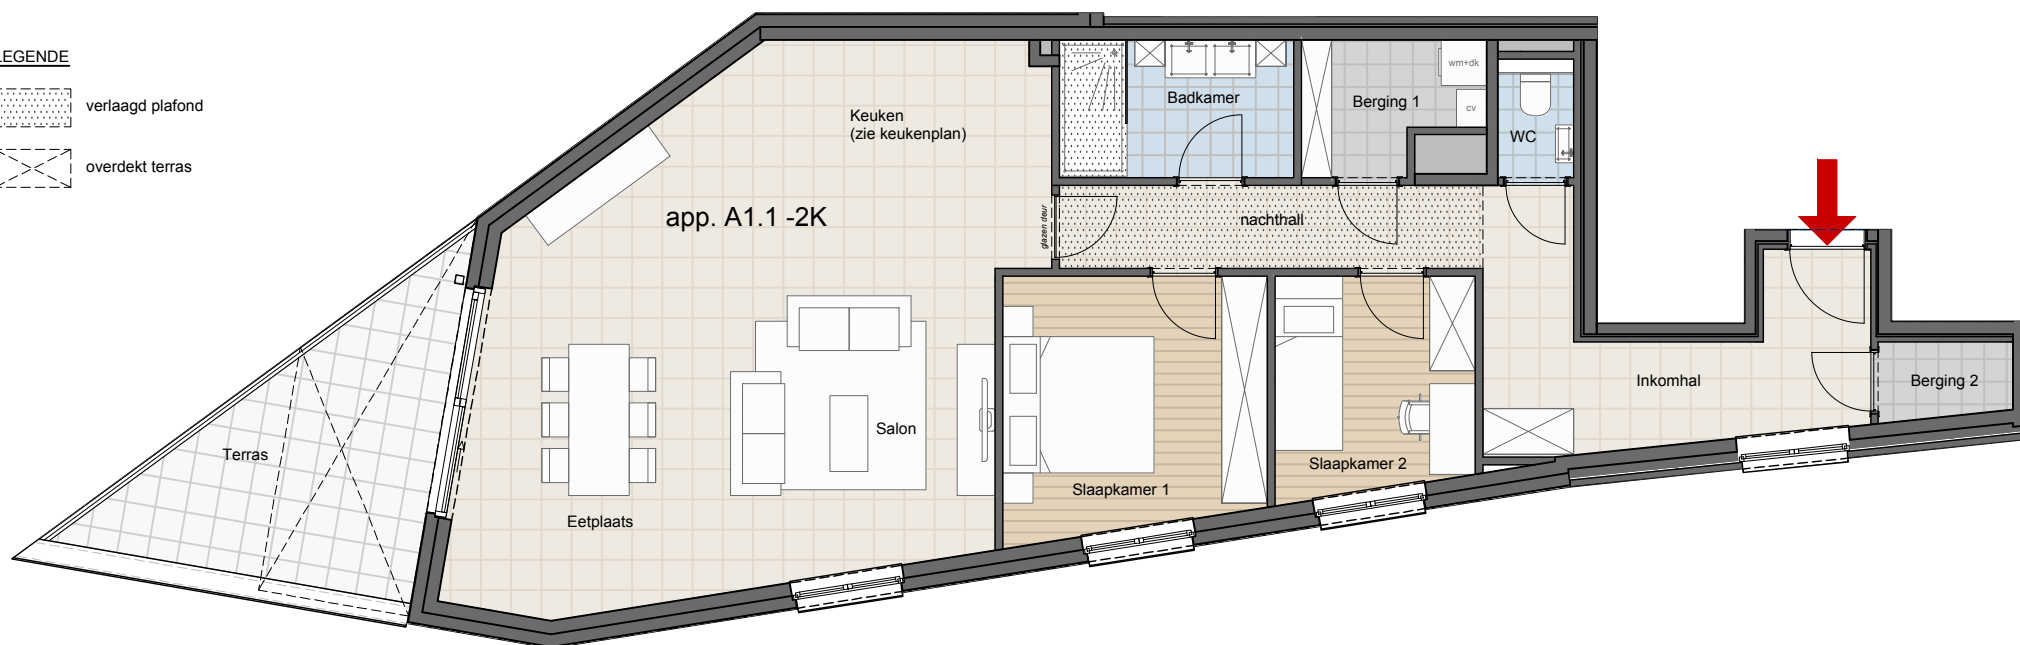 LEGENDE
verlaagd plafond
overdekt terras
Keuken
(zie keukenplan)
app. A1.1 -2K
Badkamer
Berging 1
wm+dk
cv
WC
glazen deur
nachthall
Inkomhal
Berging 2
Salon
Terras
Slaapkamer 2
Slaapkamer 1
Eetplaats